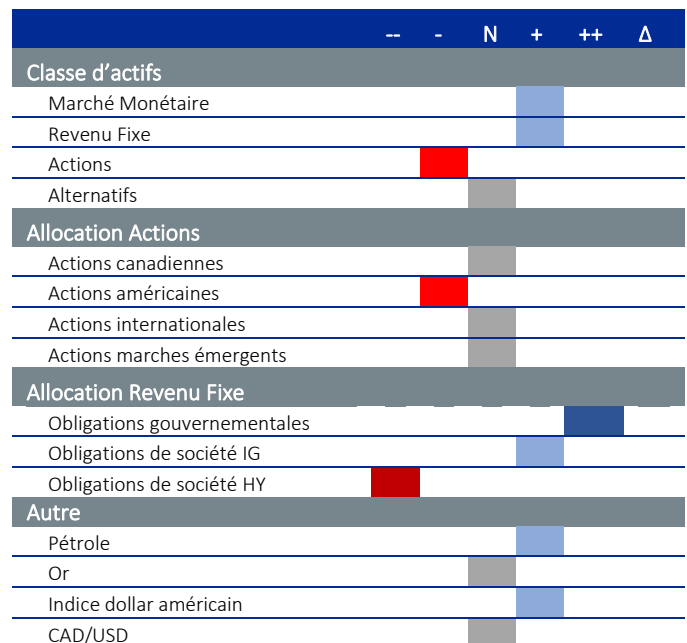 -- - N + ++ Δ
Classe d'actifs
Marché Monétaire
Revenu Fixe
Actions
Alternatifs
Allocation Actions
Actions canadiennes
Actions américaines
Actions internationales
Actions marches émergents
Allocation Revenu Fixe
Obligations gouvernementales
Obligations de société IG
Obligations de société HY
Autre
Pétrole
Or
Indice dollar américain
CAD/USD